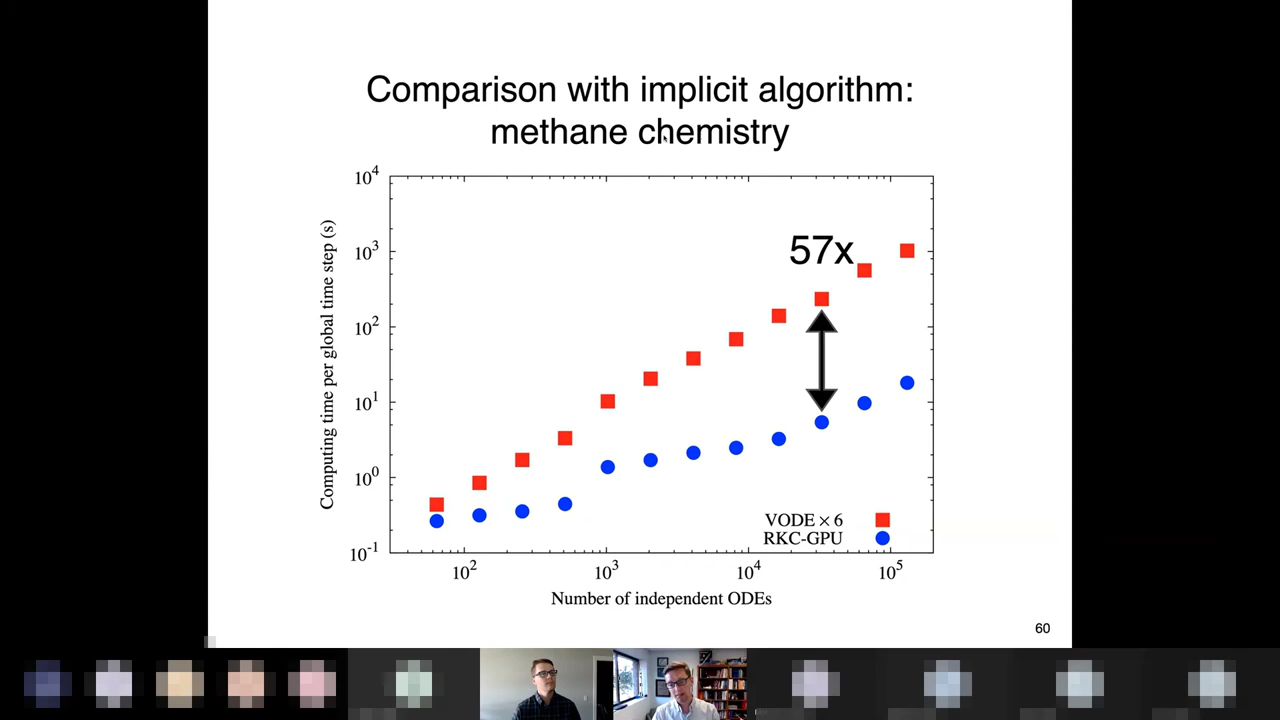 Comparison with implicit algorithm:
methane chemistry
10^4
10^3
10^2
10^1
10^0
10^-1
Computing time per global time step (s)
57x
VODE × 6
RKC-GPU
10^2
10^3
10^4
10^5
Number of independent ODEs
60